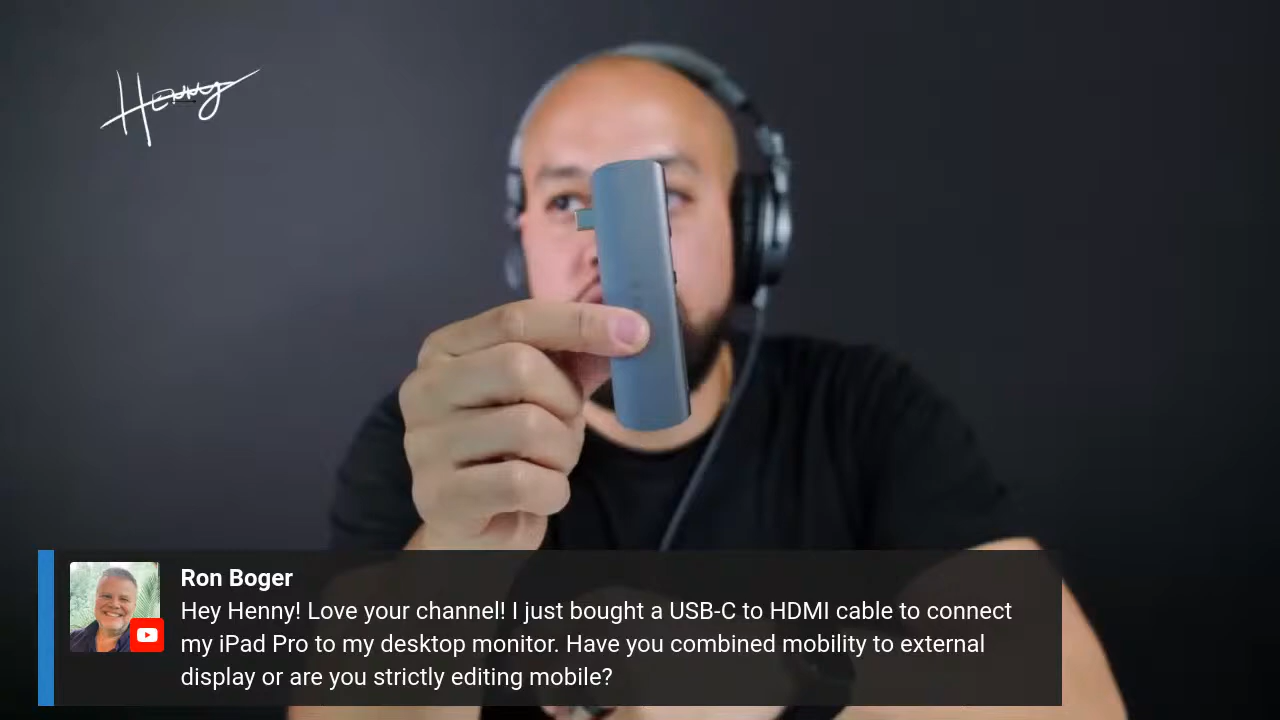 Henny
Ron Boger
Hey Henny! Love your channel! I just bought a USB-C to HDMI cable to connect
my iPad Pro to my desktop monitor. Have you combined mobility to external
display or are you strictly editing mobile?